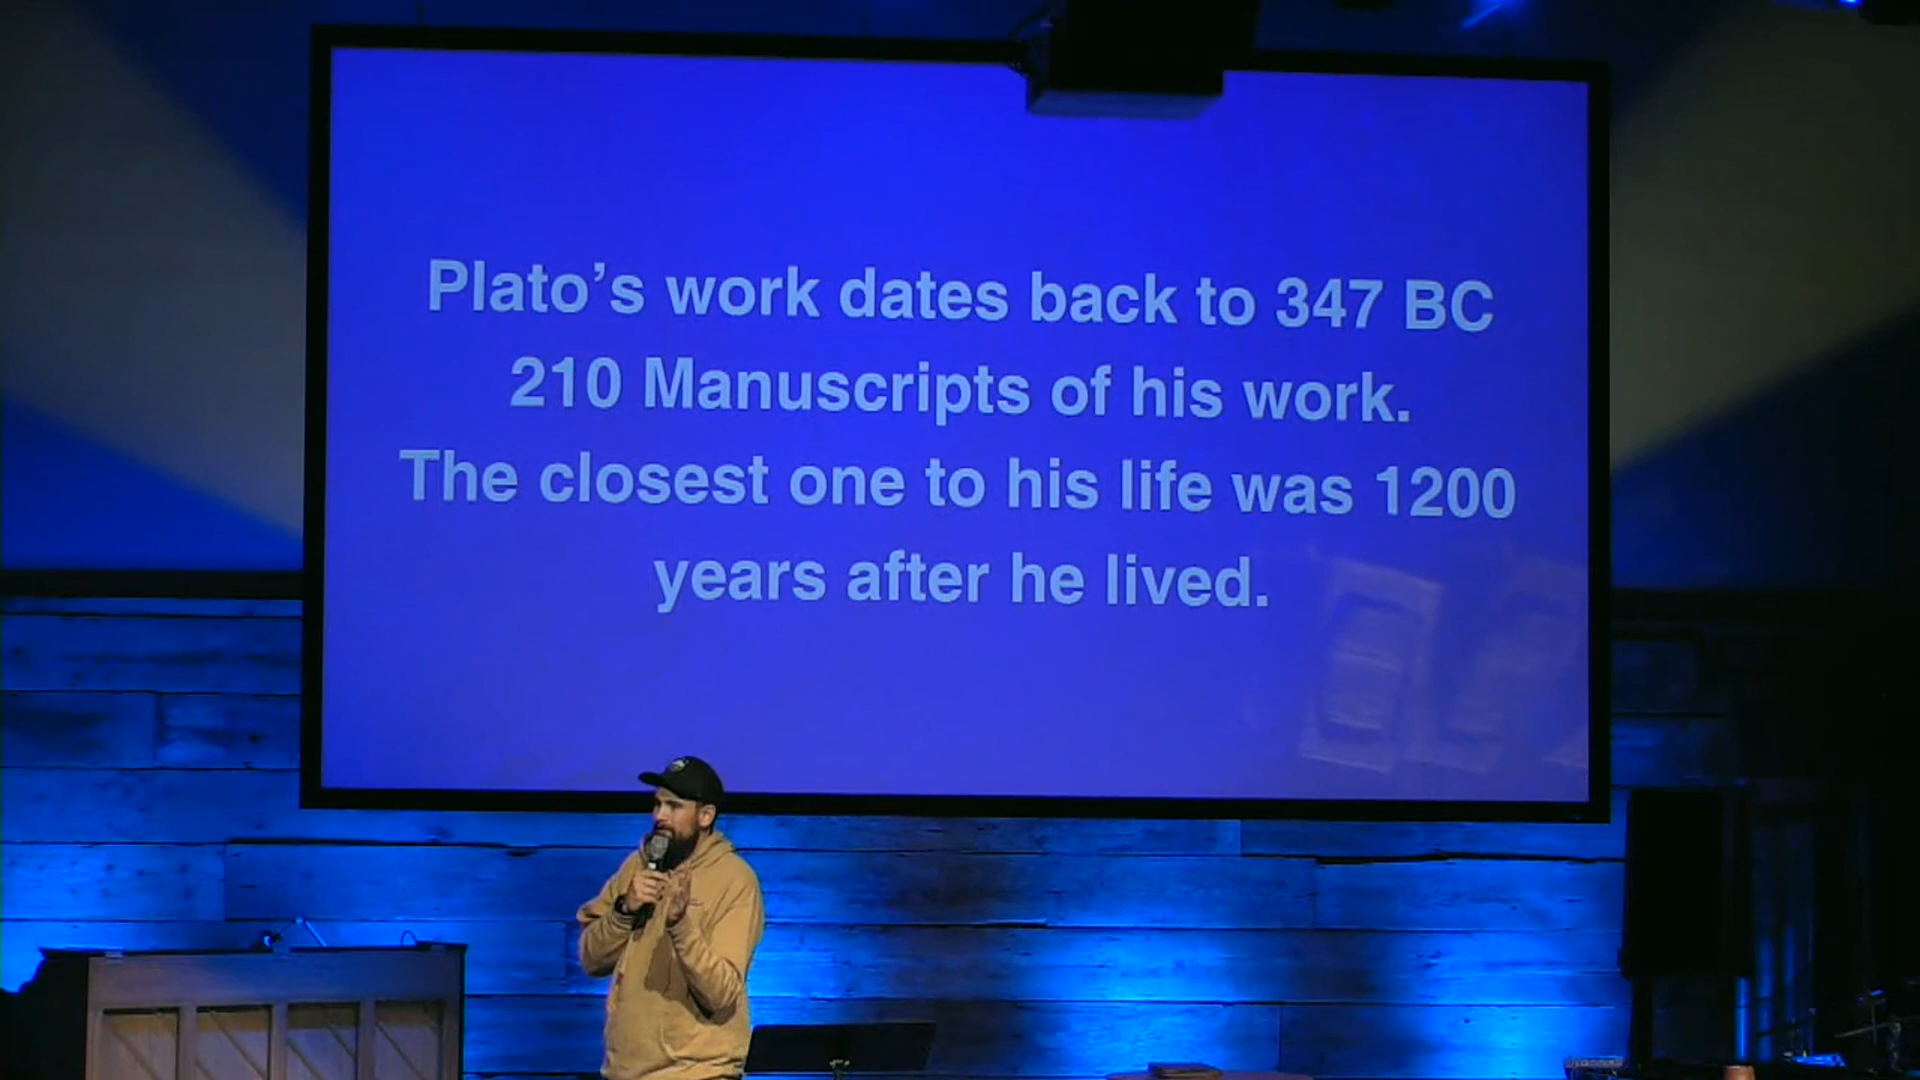 Plato’s work dates back to 347 BC
210 Manuscripts of his work.
The closest one to his life was 1200
years after he lived.